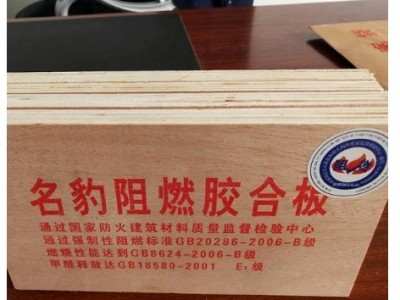 名豹阻燃胶合板
通过国家防火建筑材料质量监督检验中心
通过强制性阻燃标准GB20286-2006-B级
燃烧性能达到GB8624-2006-B级
甲醛释放达GB18580-2001 E₁级